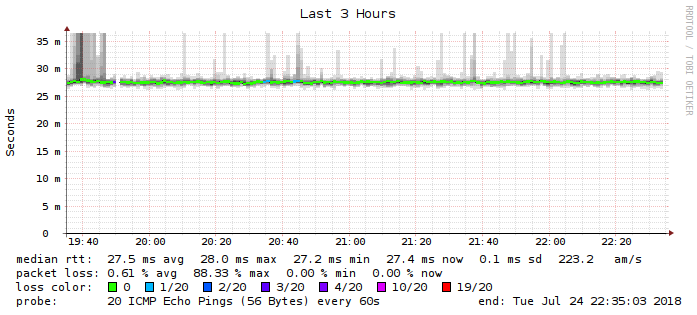 Last 3 Hours
RRDTOOL / TOBI OETIKER
Seconds
35 m
30 m
25 m
20 m
15 m
10 m
5 m
0
19:40 20:00 20:20 20:40 21:00 21:20 21:40 22:00 22:20
median rtt: 27.5 ms avg 28.0 ms max 27.2 ms min 27.4 ms now 0.1 ms sd 223.2 am/s
packet loss: 0.61 % avg 88.33 % max 0.00 % min 0.00 % now
loss color: 0 1/20 2/20 3/20 4/20 10/20 19/20
probe: 20 ICMP Echo Pings (56 Bytes) every 60s end: Tue Jul 24 22:35:03 2018